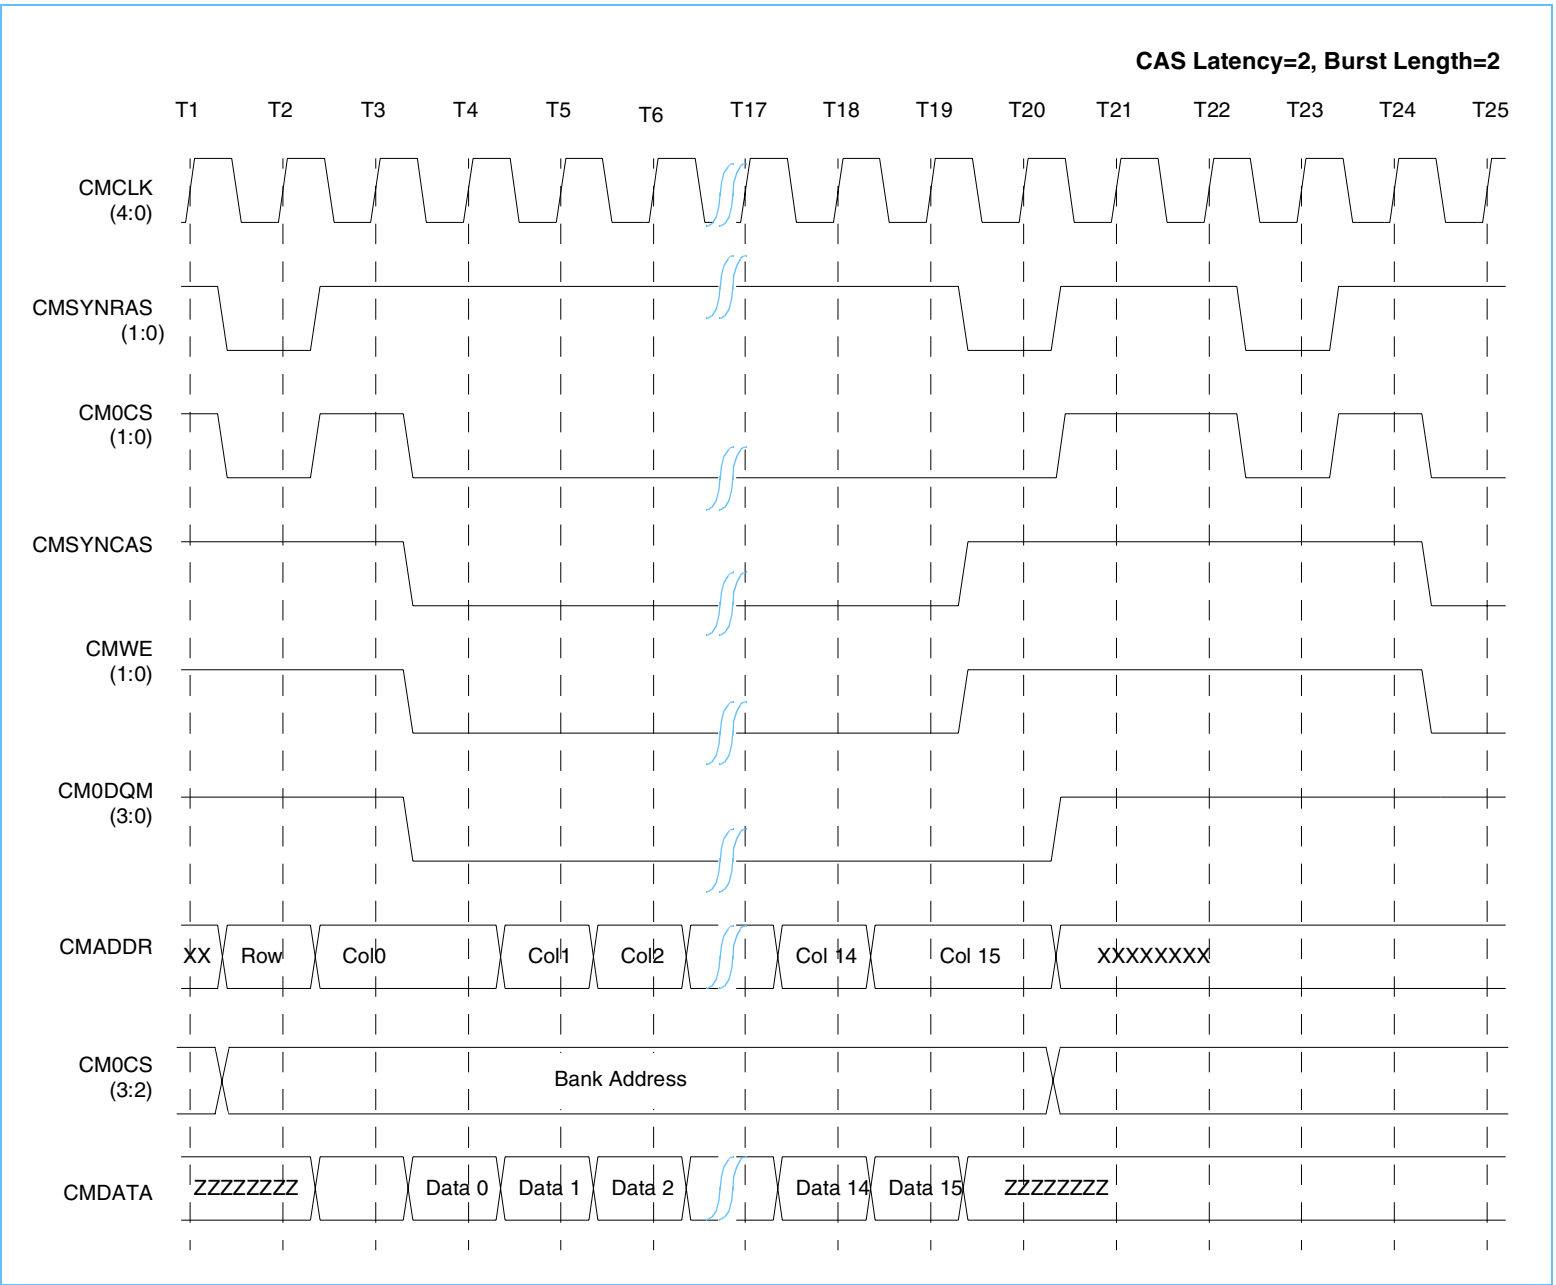 CAS Latency=2, Burst Length=2
T1 T2 T3 T4 T5 T6 T17 T18 T19 T20 T21 T22 T23 T24 T25
CMCLK
(4:0)
CMSYNRAS
(1:0)
CM0CS
(1:0)
CMSYNCAS
CMWE
(1:0)
CM0DQM
(3:0)
CMADDR XX Row Col0 Col1 Col2 Col 14 Col 15 XXXXXXXX
CM0CS
(3:2)
Bank Address
CMDATA ZZZZZZZZ Data 0 Data 1 Data 2 Data 14 Data 15 ZZZZZZZZ